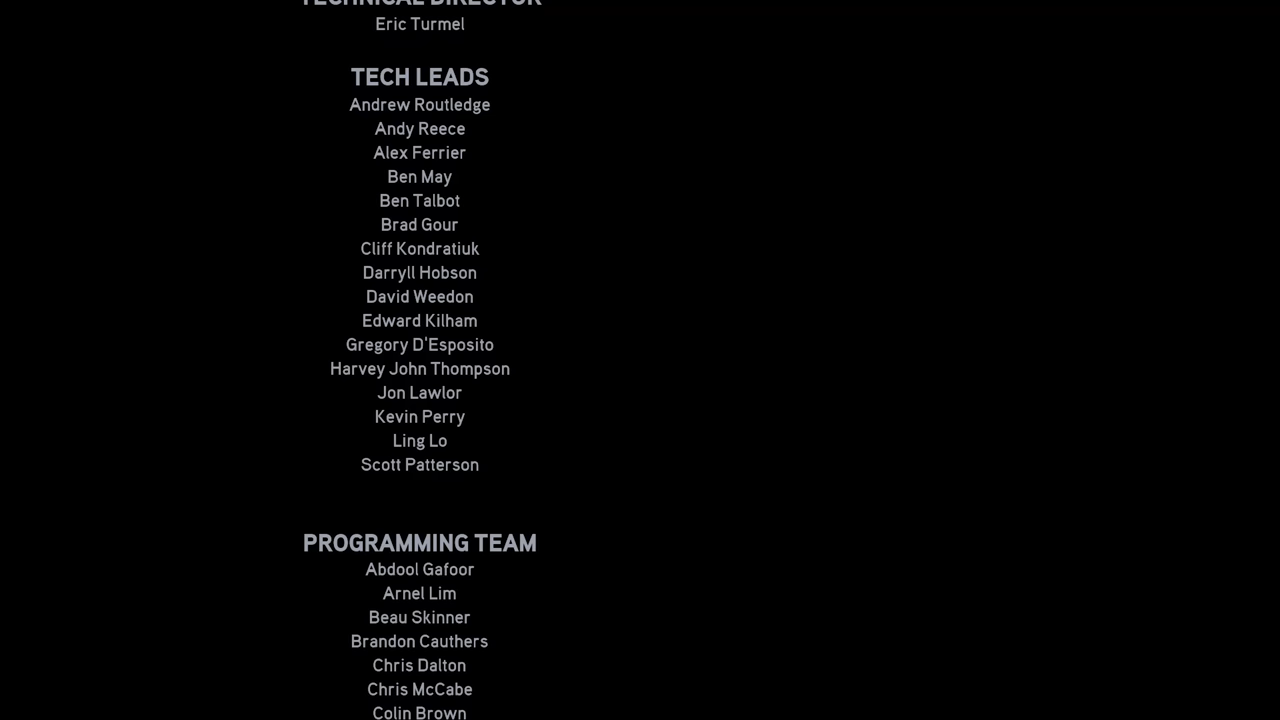 TECHNICAL DIRECTOR
Eric Turmel
TECH LEADS
Andrew Routledge
Andy Reece
Alex Ferrier
Ben May
Ben Talbot
Brad Gour
Cliff Kondratiuk
Darryll Hobson
David Weedon
Edward Kilham
Gregory D'Esposito
Harvey John Thompson
Jon Lawlor
Kevin Perry
Ling Lo
Scott Patterson
PROGRAMMING TEAM
Abdool Gafoor
Arnel Lim
Beau Skinner
Brandon Cauthers
Chris Dalton
Chris McCabe
Colin Brown